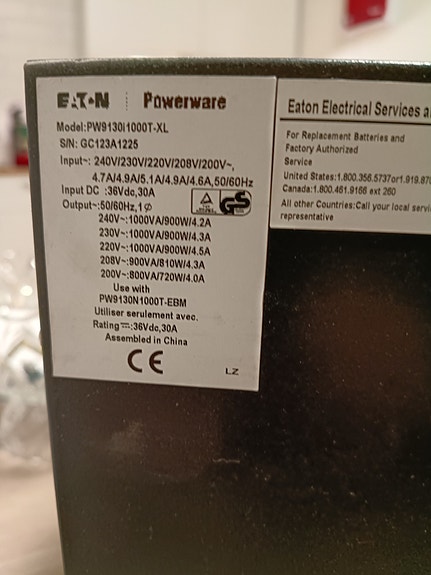 EATON Powerware
Model:PW9130i1000T-XL
S/N: GC123A1225
Input~: 240V/230V/220V/208V/200V~,
4.7A/4.9A/5.1A/4.9A/4.6A,50/60Hz
Input DC :36Vdc,30A
Output~:50/60Hz,1⌀
240V~:1000VA/900W/4.2A
230V~:1000VA/900W/4.3A
220V~:1000VA/900W/4.5A
208V~:900VA/810W/4.3A
200V~:800VA/720W/4.0A
Use with
PW9130N1000T-EBM
Utiliser serulement avec.
Rating ⎓:36Vdc,30A
Assembled in China
CE
LZ
GS
Eaton Electrical Services
For Replacement Batteries and
Factory Authorized
Service
United States:1.800.356.5737or1.919.870
Canada:1.800.461.9166 ext 260
All other Countries:Call your local
representative